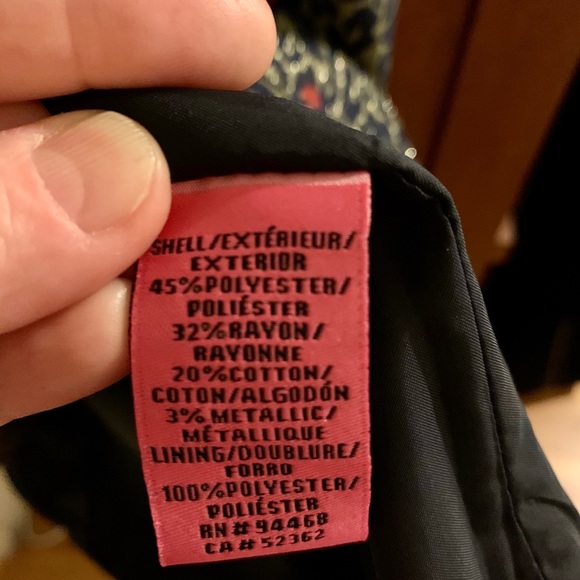 SHELL/EXTÉRIEUR/
EXTERIOR
45%POLYESTER/
POLIÉSTER
32%RAYON/
RAYONNE
20%COTTON/
COTON/ALGODÓN
3%METALLIC/
MÉTALLIQUE
LINING/DOUBLURE/
FORRO
100%POLYESTER/
POLIÉSTER
RN#94468
CA#52362